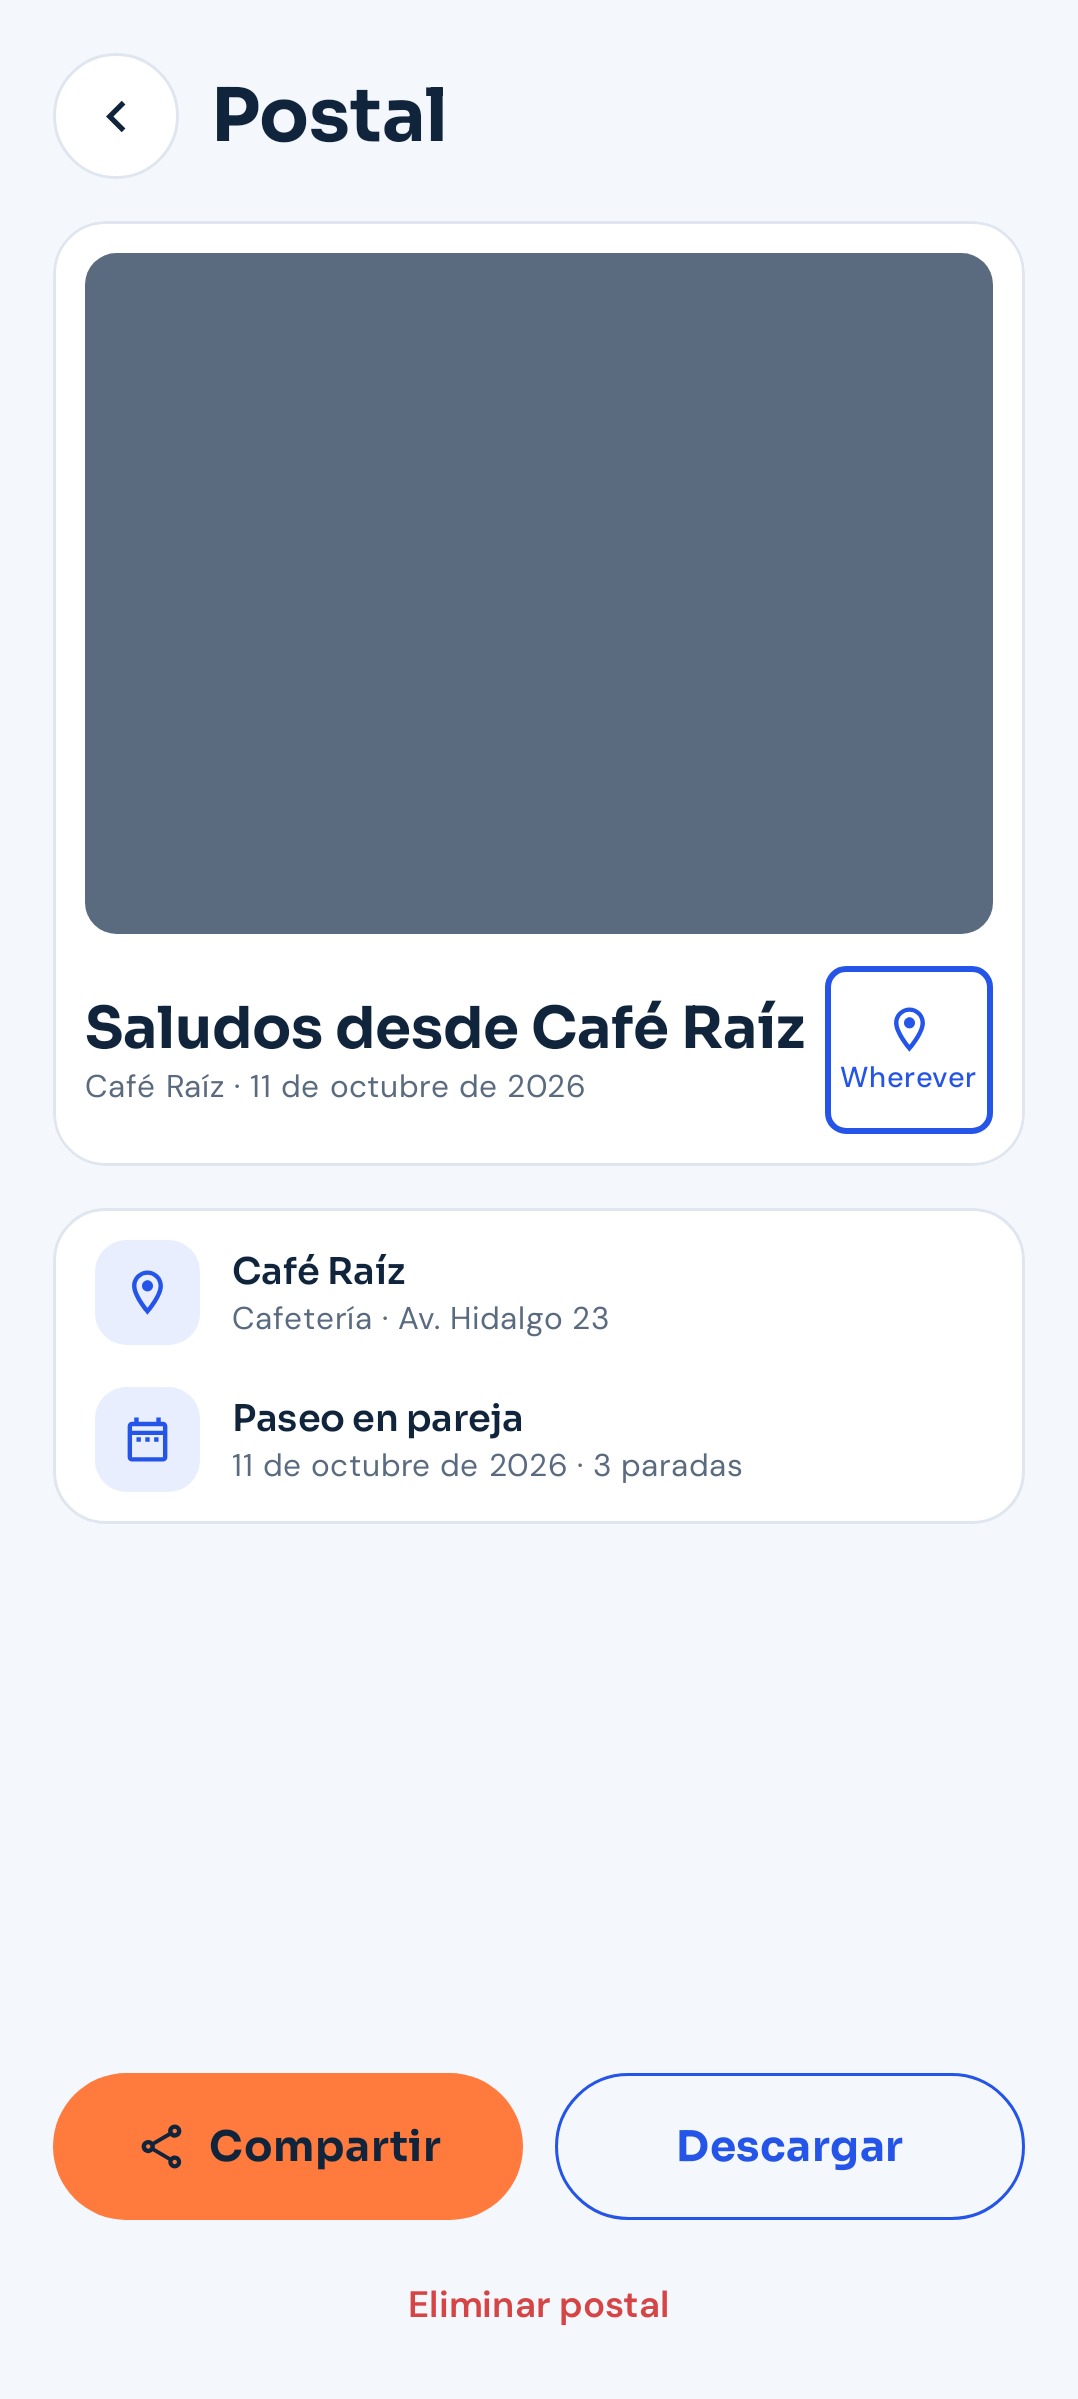 Postal
Saludos desde Café Raíz
Café Raíz · 11 de octubre de 2026
Wherever
Café Raíz
Cafetería · Av. Hidalgo 23
Paseo en pareja
11 de octubre de 2026 · 3 paradas
Compartir
Descargar
Eliminar postal